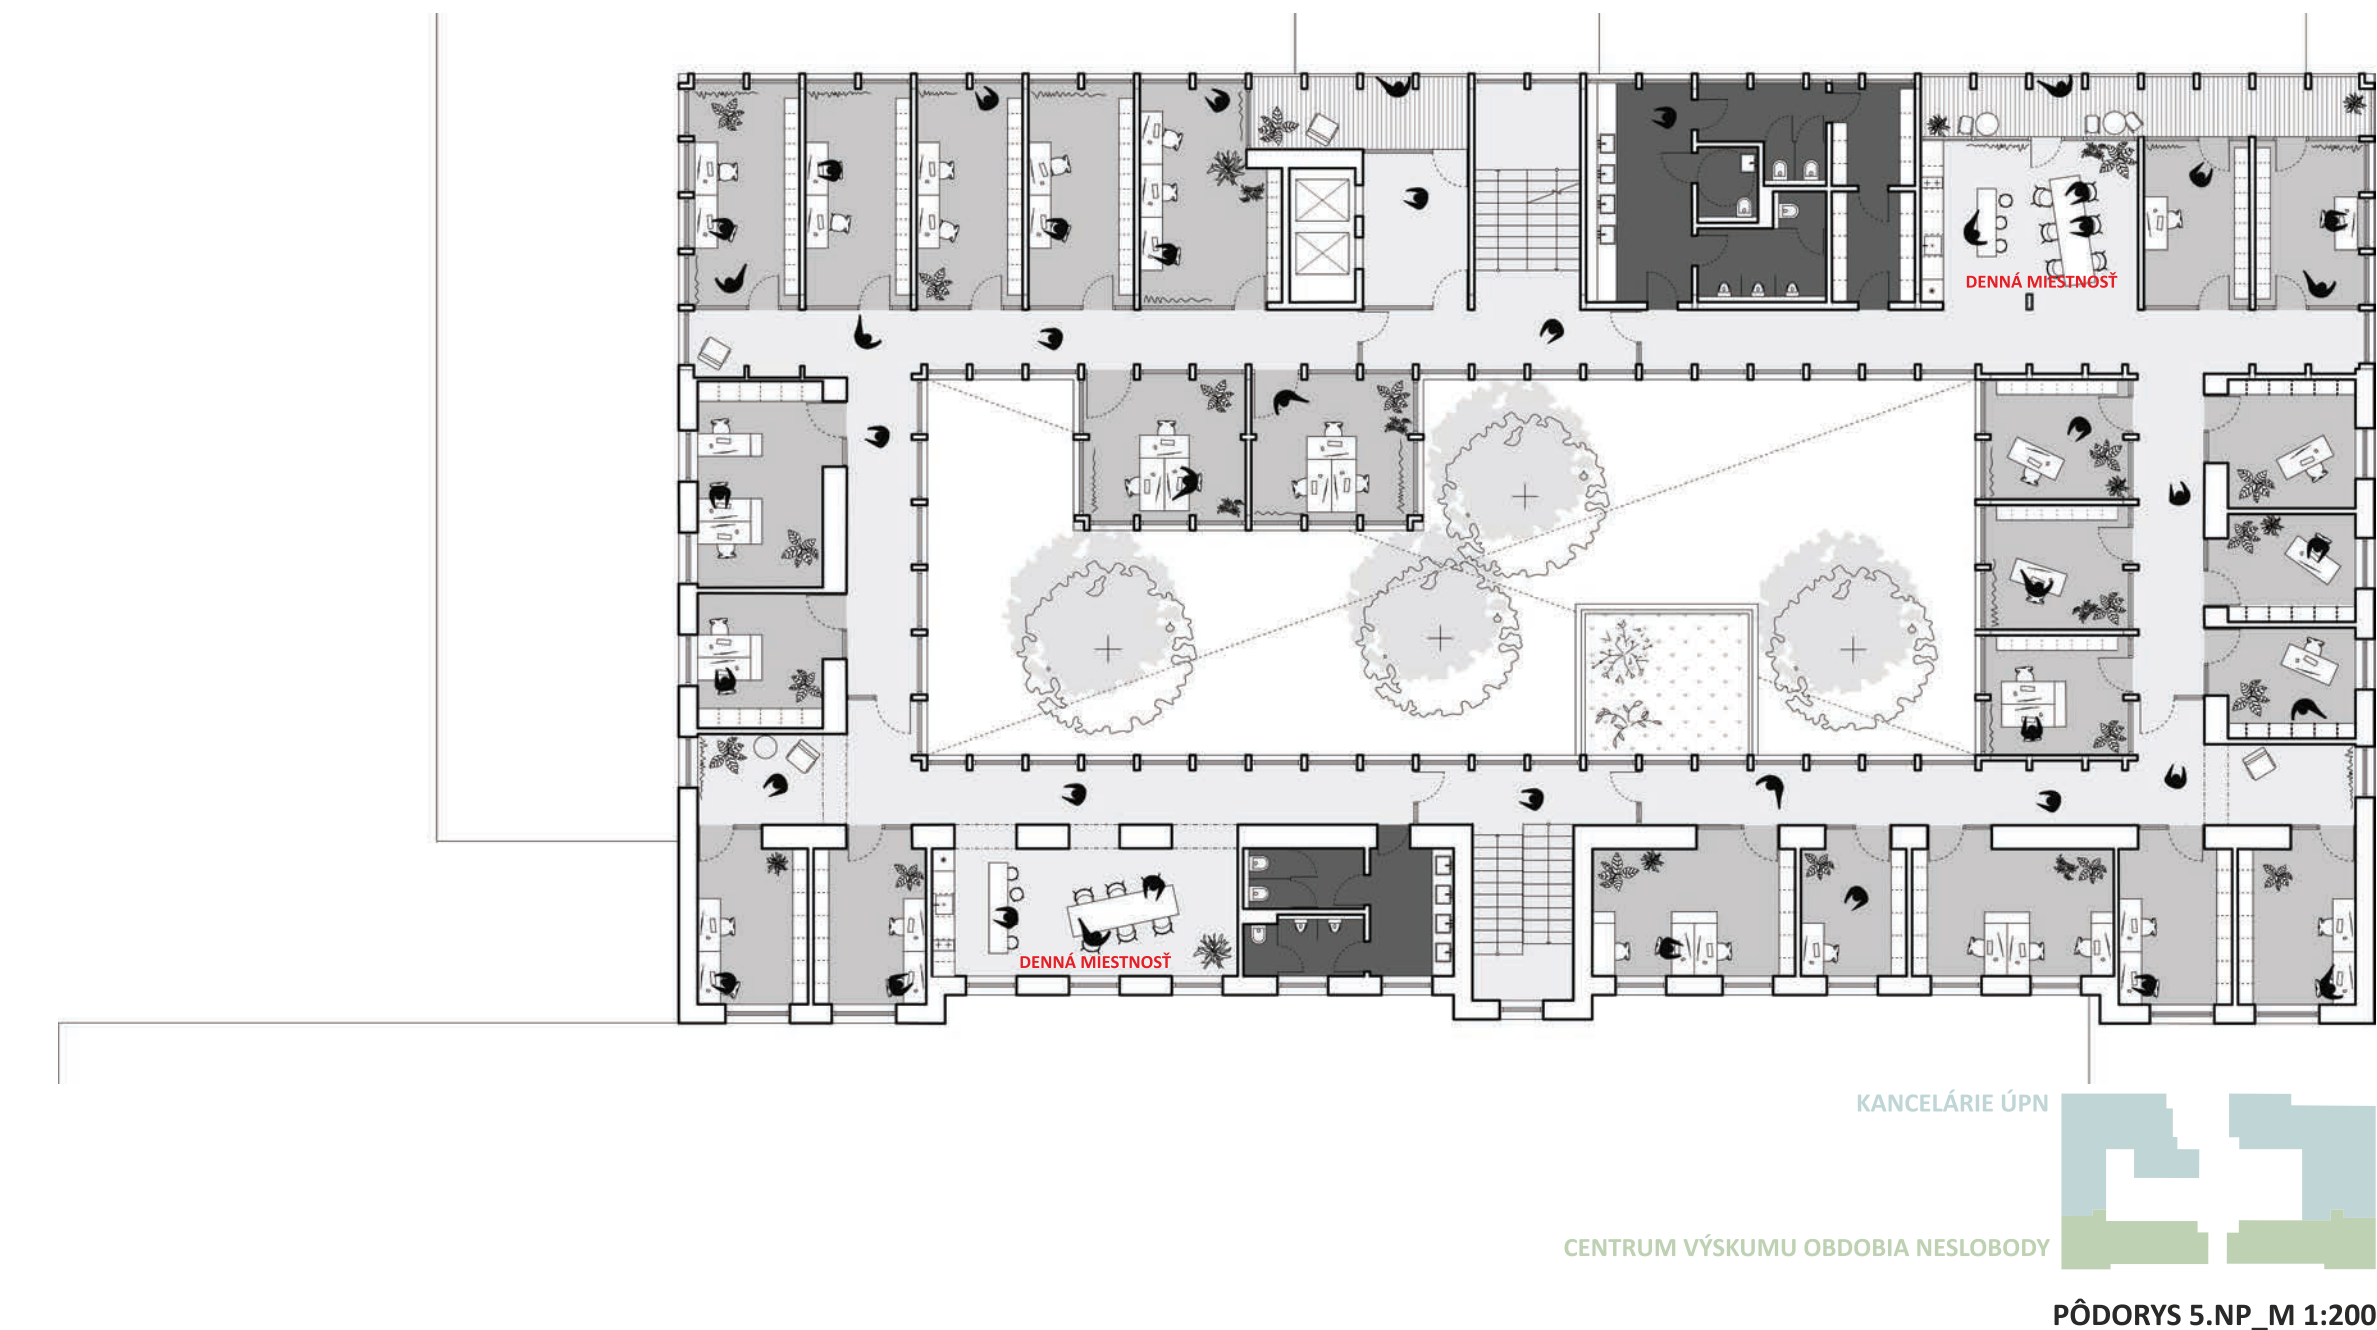 DENNÁ MIESTNOSŤ
DENNÁ MIESTNOSŤ
KANCELÁRIE ÚPN
CENTRUM VÝSKUMU OBDOBIA NESLOBODY
PÔDORYS 5.NP_M 1:200